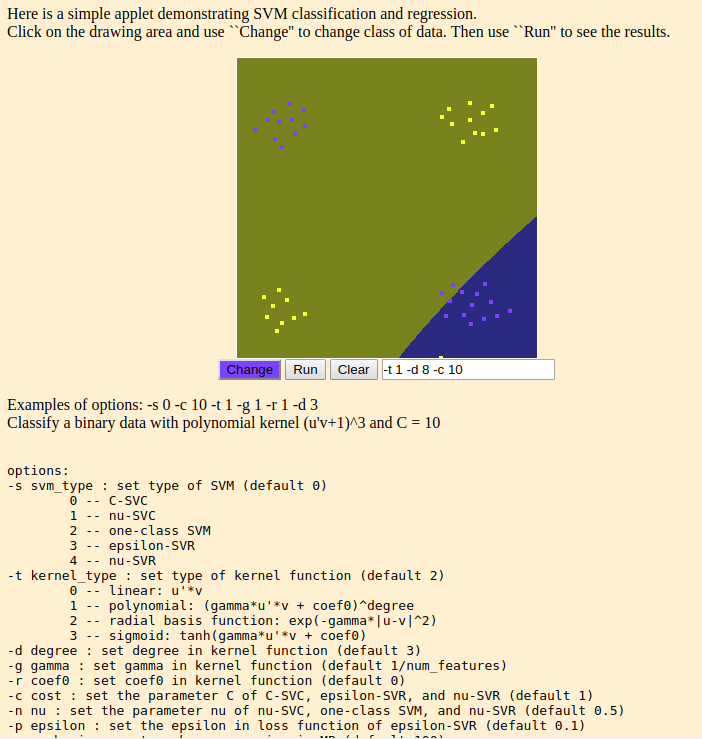 Here is a simple applet demonstrating SVM classification and regression.
Click on the drawing area and use ``Change'' to change class of data. Then use ``Run'' to see the results.
Change Run Clear -t 1 -d 8 -c 10
Examples of options: -s 0 -c 10 -t 1 -g 1 -r 1 -d 3
Classify a binary data with polynomial kernel (u'v+1)^3 and C = 10
options:
-s svm_type : set type of SVM (default 0)
0 -- C-SVC
1 -- nu-SVC
2 -- one-class SVM
3 -- epsilon-SVR
4 -- nu-SVR
-t kernel_type : set type of kernel function (default 2)
0 -- linear: u'*v
1 -- polynomial: (gamma*u'*v + coef0)^degree
2 -- radial basis function: exp(-gamma*|u-v|^2)
3 -- sigmoid: tanh(gamma*u'*v + coef0)
-d degree : set degree in kernel function (default 3)
-g gamma : set gamma in kernel function (default 1/num_features)
-r coef0 : set coef0 in kernel function (default 0)
-c cost : set the parameter C of C-SVC, epsilon-SVR, and nu-SVR (default 1)
-n nu : set the parameter nu of nu-SVC, one-class SVM, and nu-SVR (default 0.5)
-p epsilon : set the epsilon in loss function of epsilon-SVR (default 0.1)